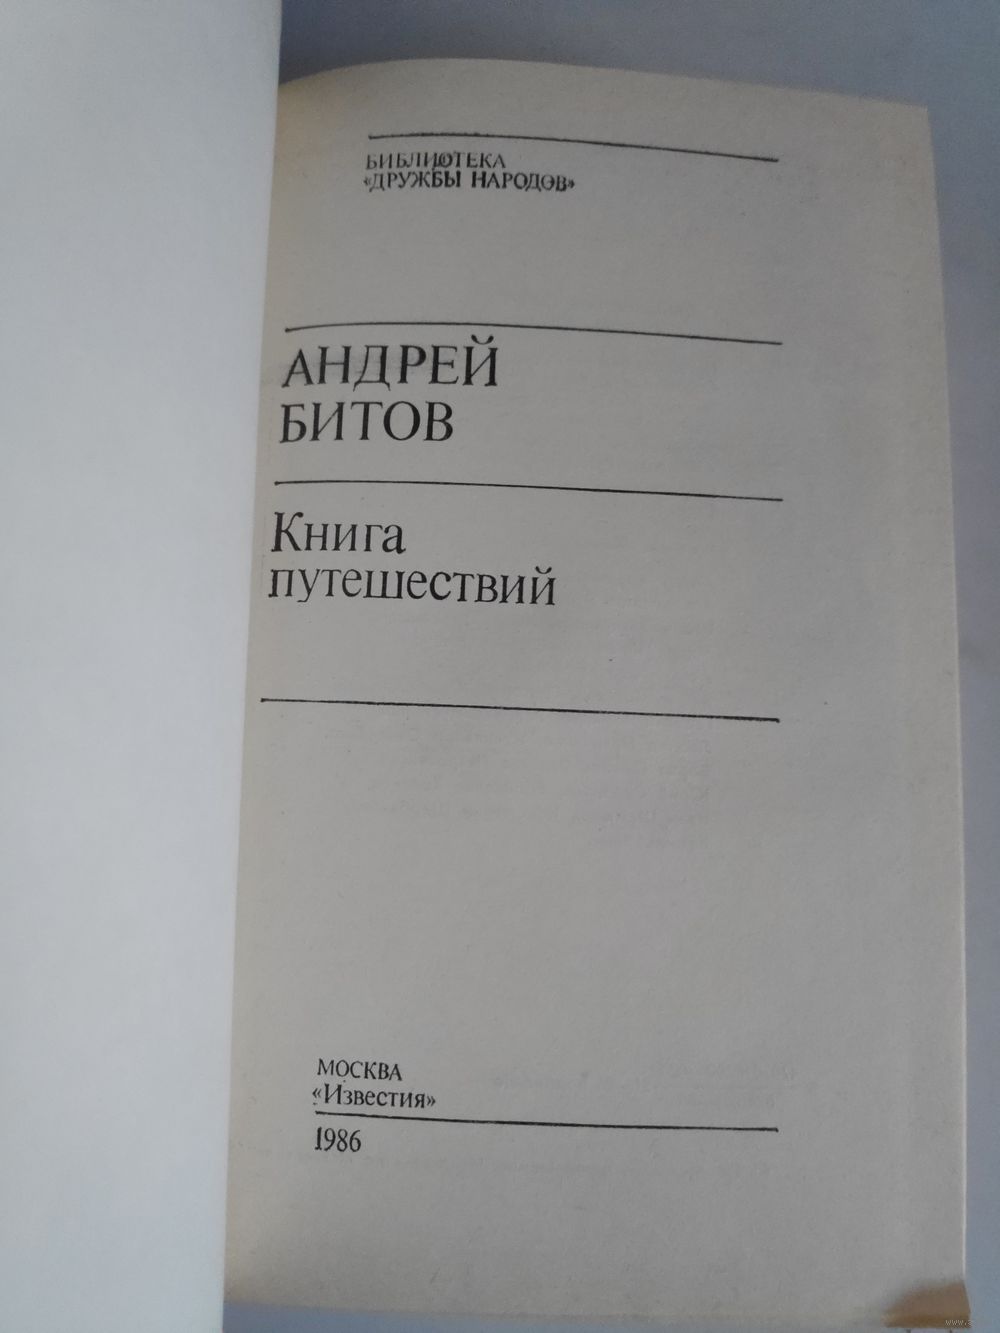 БИБЛИОТЕКА
«ДРУЖБЫ НАРОДОВ»
АНДРЕЙ
БИТОВ
Книга
путешествий
МОСКВА
«Известия»
1986